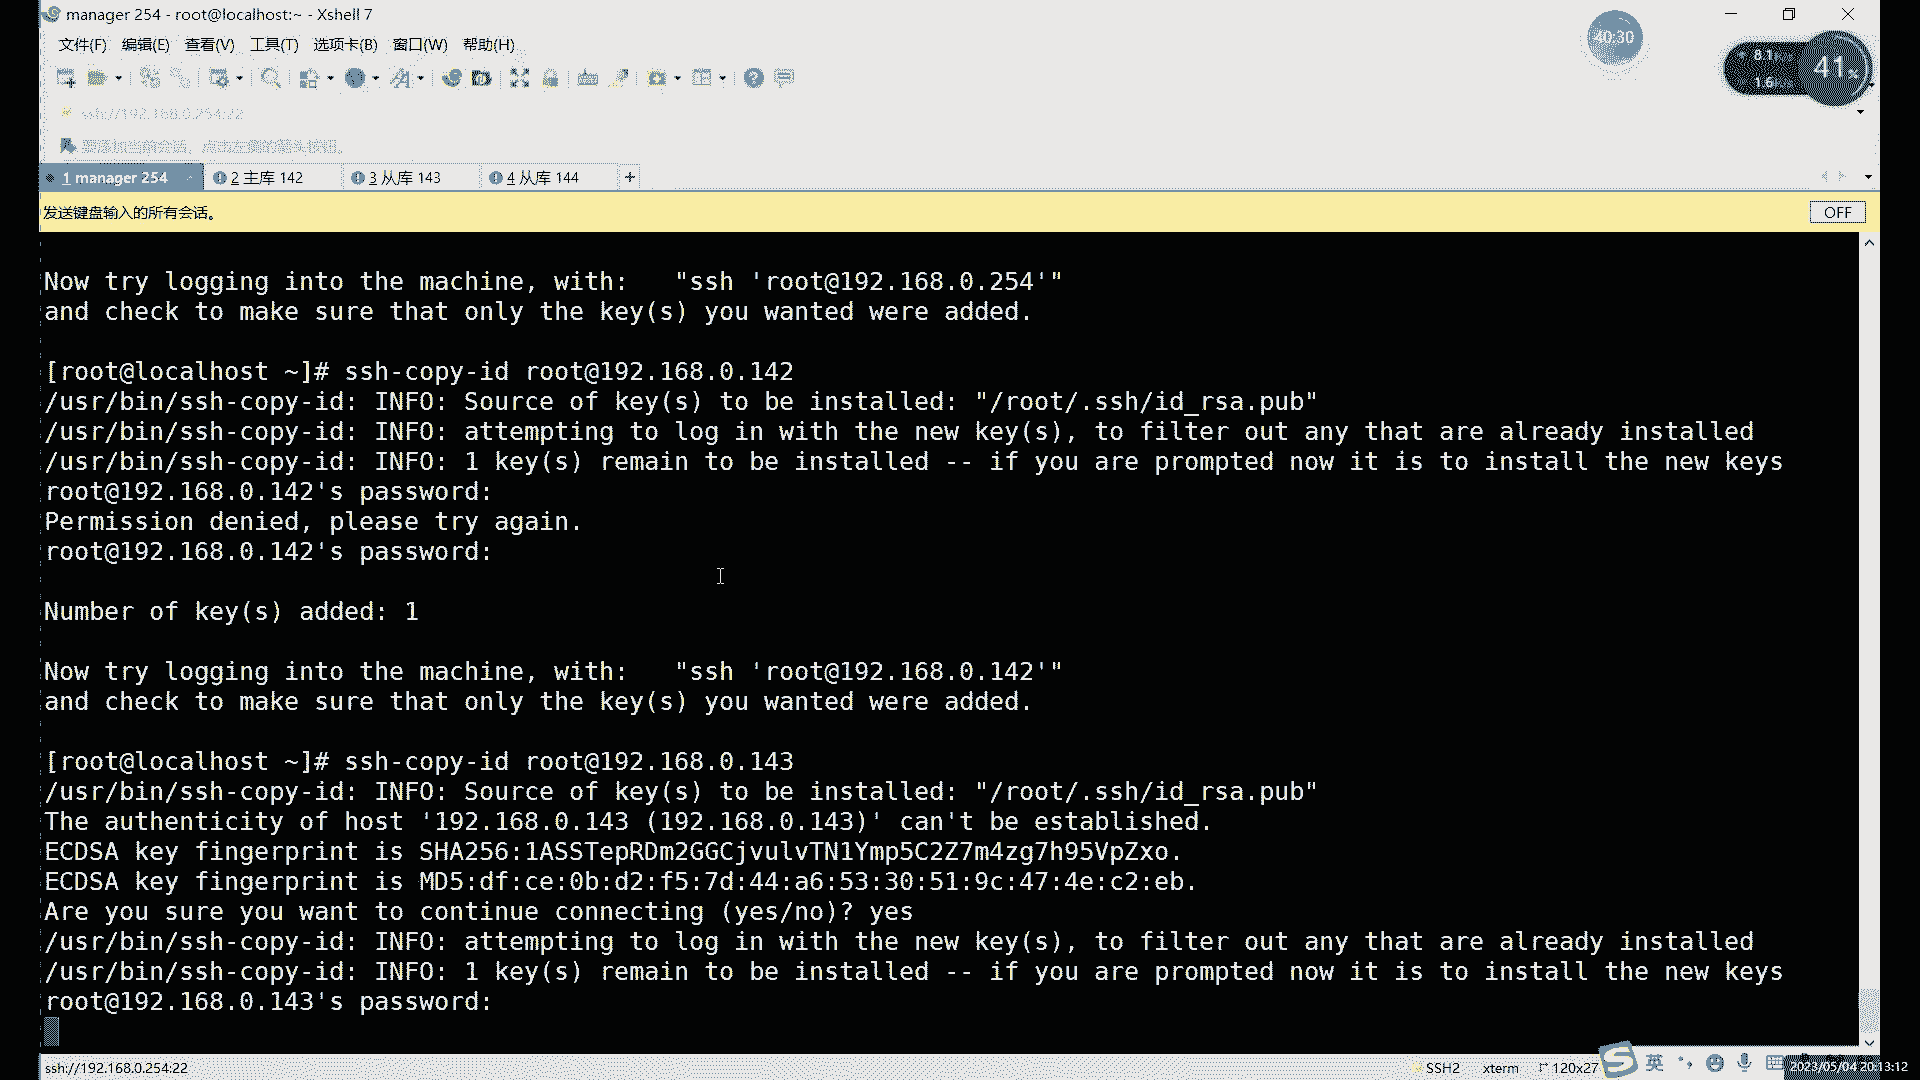 manager 254 - root@localhost:~ - Xshell 7
文件(F) 编辑(E) 查看(V) 工具(T) 选项卡(B) 窗口(W) 帮助(H)
40:30
41%
ssh://192.168.0.254:22
要添加当前会话，点击左侧的箭头按钮。
1 manager 254
2 主库 142
3 从库 143
4 从库 144
发送键盘输入的所有会话。
OFF
Now try logging into the machine, with:   "ssh 'root@192.168.0.254'"
and check to make sure that only the key(s) you wanted were added.
[root@localhost ~]# ssh-copy-id root@192.168.0.142
/usr/bin/ssh-copy-id: INFO: Source of key(s) to be installed: "/root/.ssh/id_rsa.pub"
/usr/bin/ssh-copy-id: INFO: attempting to log in with the new key(s), to filter out any that are already installed
/usr/bin/ssh-copy-id: INFO: 1 key(s) remain to be installed -- if you are prompted now it is to install the new keys
root@192.168.0.142's password:
Permission denied, please try again.
root@192.168.0.142's password:
Number of key(s) added: 1
Now try logging into the machine, with:   "ssh 'root@192.168.0.142'"
and check to make sure that only the key(s) you wanted were added.
[root@localhost ~]# ssh-copy-id root@192.168.0.143
/usr/bin/ssh-copy-id: INFO: Source of key(s) to be installed: "/root/.ssh/id_rsa.pub"
The authenticity of host '192.168.0.143 (192.168.0.143)' can't be established.
ECDSA key fingerprint is SHA256:1ASSTepRDm2GGCjvulvTN1Ymp5C2Z7m4zg7h95VpZxo.
ECDSA key fingerprint is MD5:df:ce:0b:d2:f5:7d:44:a6:53:30:51:9c:47:4e:c2:eb.
Are you sure you want to continue connecting (yes/no)? yes
/usr/bin/ssh-copy-id: INFO: attempting to log in with the new key(s), to filter out any that are already installed
/usr/bin/ssh-copy-id: INFO: 1 key(s) remain to be installed -- if you are prompted now it is to install the new keys
root@192.168.0.143's password:
ssh://192.168.0.254:22
SSH2
xterm
120x27
英
2023/05/04 20:13:12